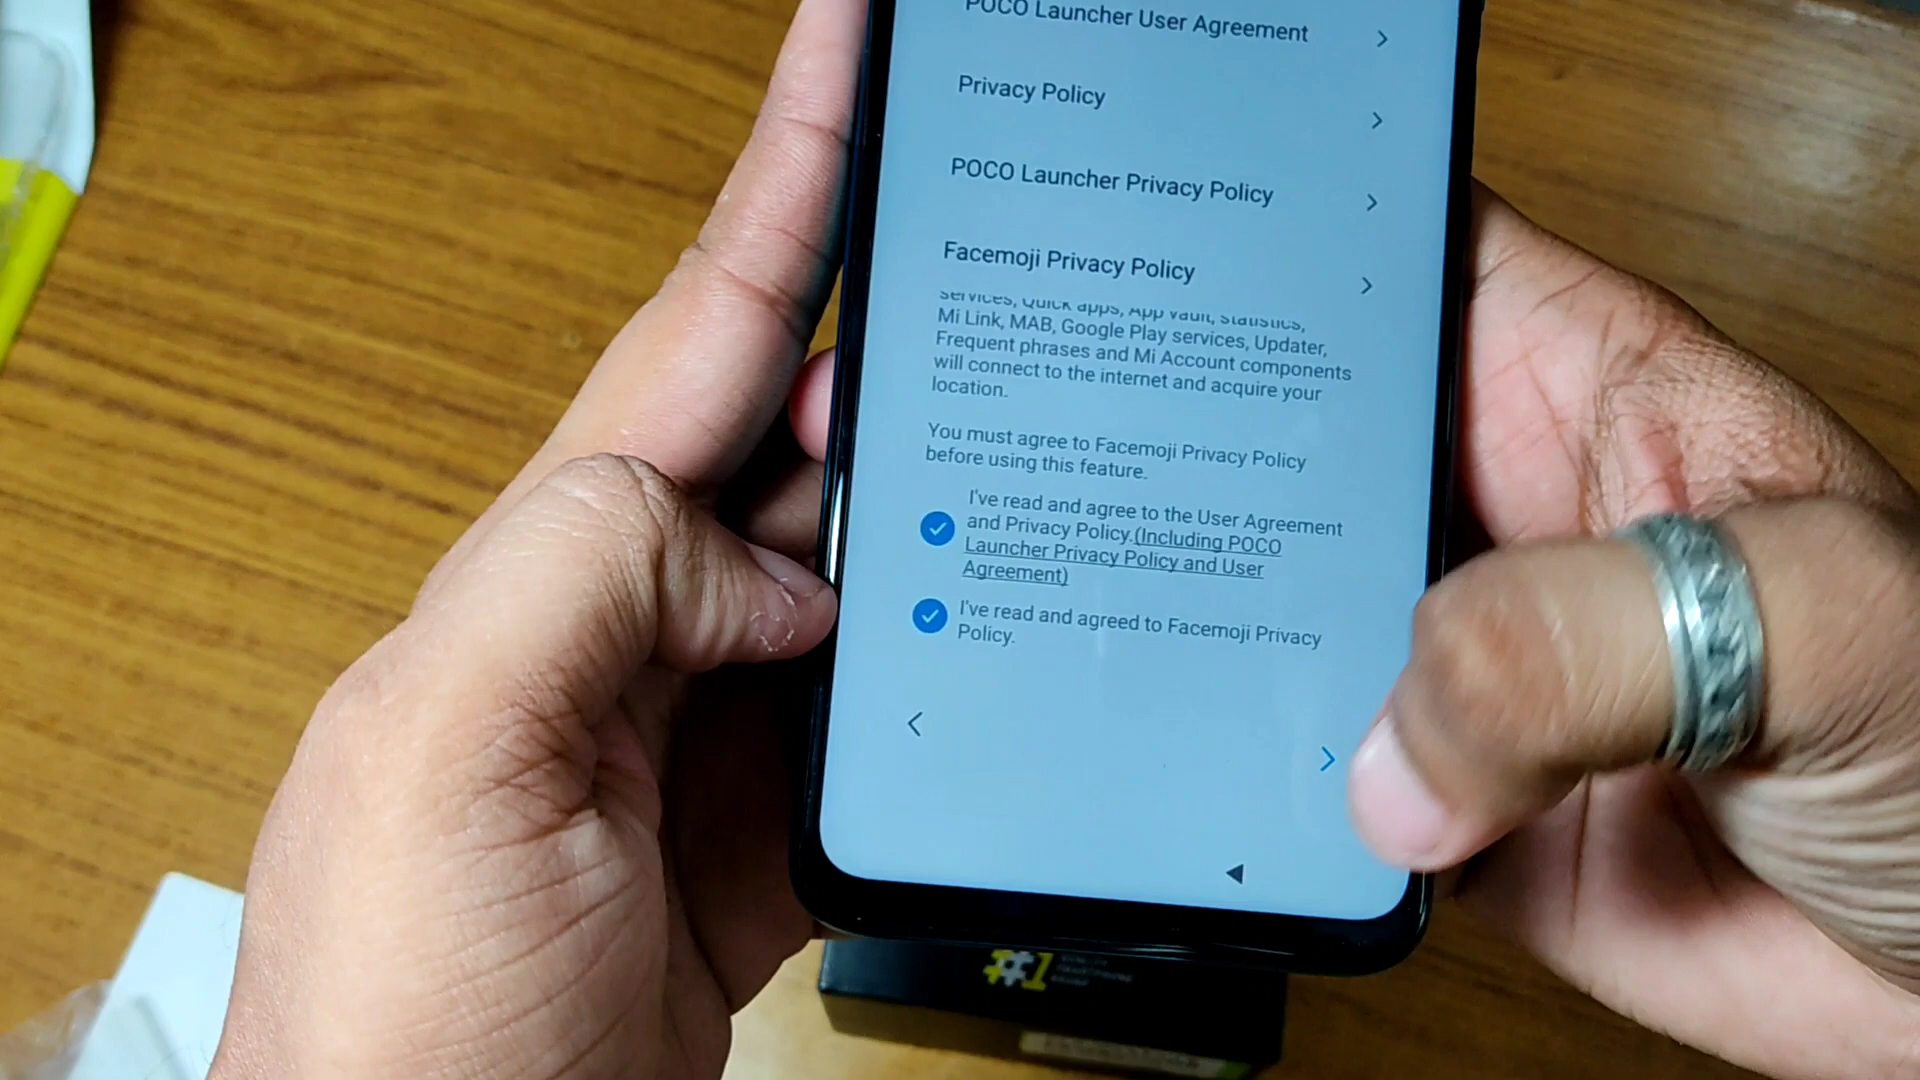 POCO Launcher User Agreement
Privacy Policy
POCO Launcher Privacy Policy
Facemoji Privacy Policy
services, Quick apps, App vault, statistics,
Mi Link, MAB, Google Play services, Updater,
Frequent phrases and Mi Account components
will connect to the internet and acquire your
location.
You must agree to Facemoji Privacy Policy
before using this feature.
I've read and agree to the User Agreement
and Privacy Policy.(Including POCO
Launcher Privacy Policy and User
Agreement)
I've read and agreed to Facemoji Privacy
Policy.
#1